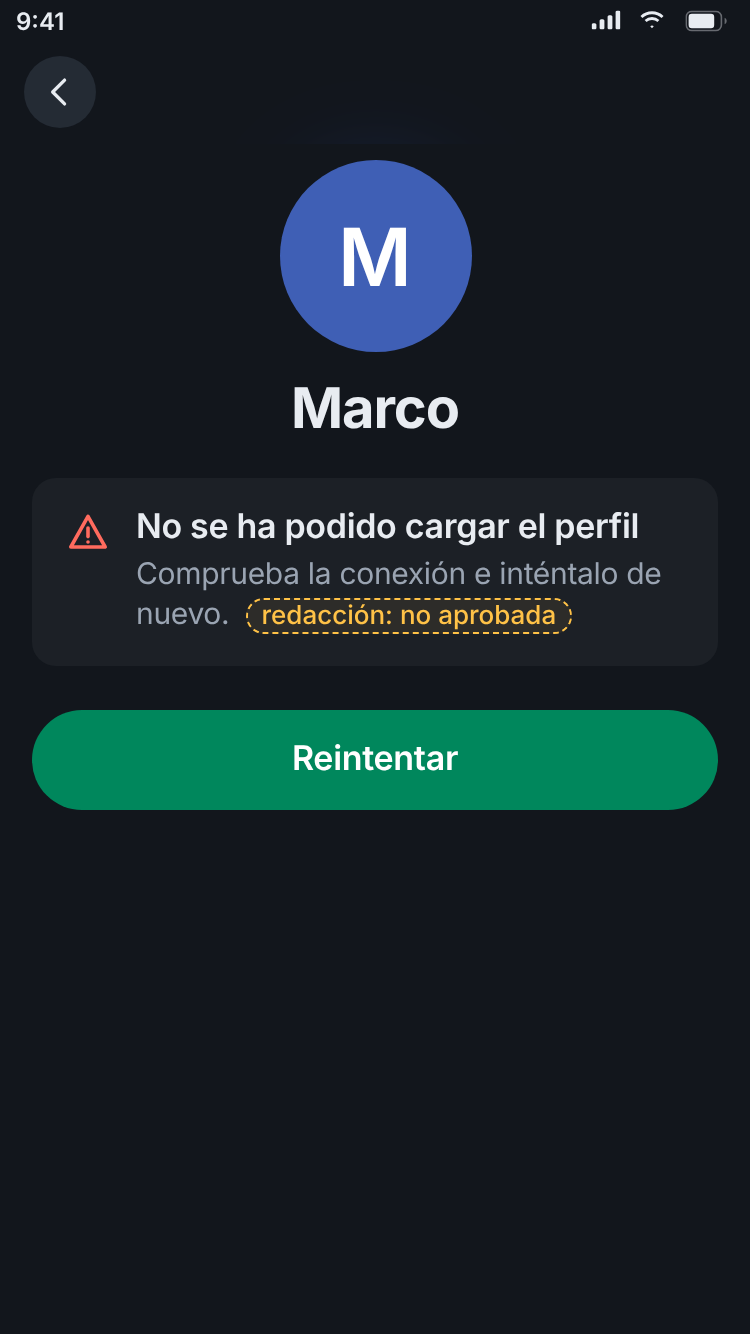 9:41
M
Marco
No se ha podido cargar el perfil
Comprueba la conexión e inténtalo de
nuevo. redacción: no aprobada
Reintentar